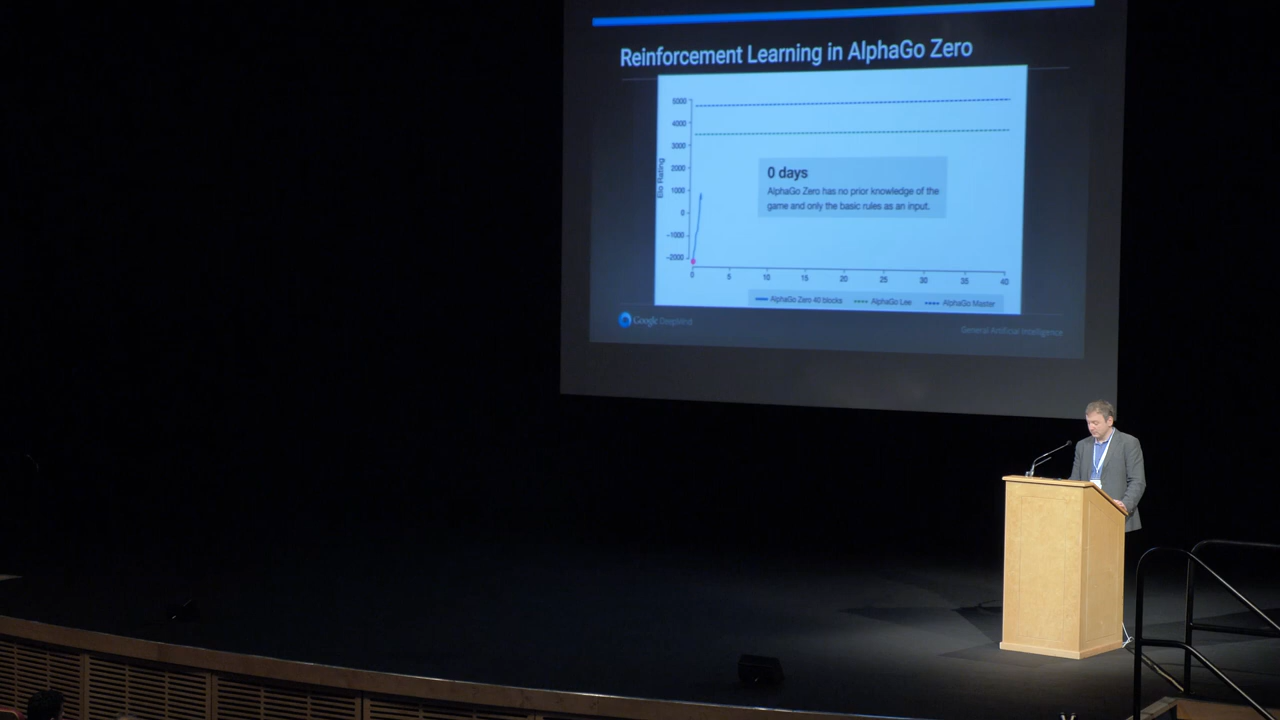 Reinforcement Learning in AlphaGo Zero
5000
4000
3000
2000
1000
0
-1000
-2000
Elo Rating
0 days
AlphaGo Zero has no prior knowledge of the
game and only the basic rules as an input.
0 5 10 15 20 25 30 35 40
AlphaGo Zero 40 blocks AlphaGo Lee AlphaGo Master
Google DeepMind
General Artificial Intelligence